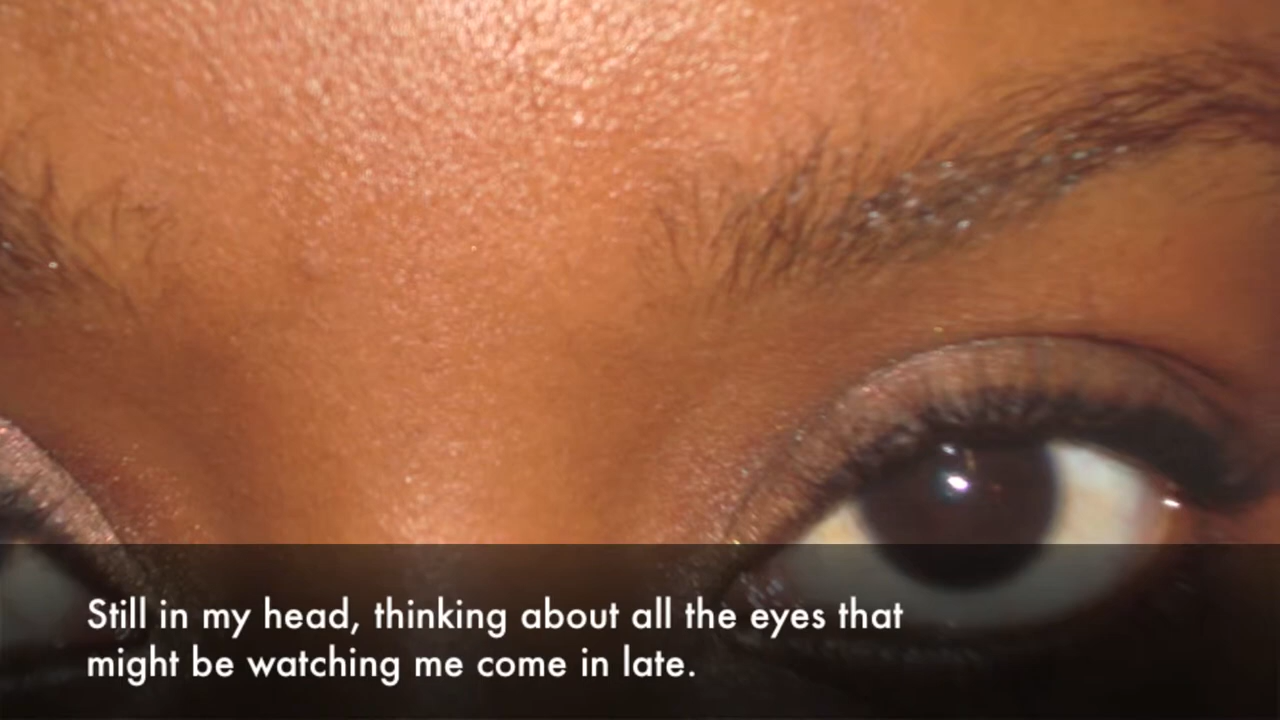 Still in my head, thinking about all the eyes that
might be watching me come in late.